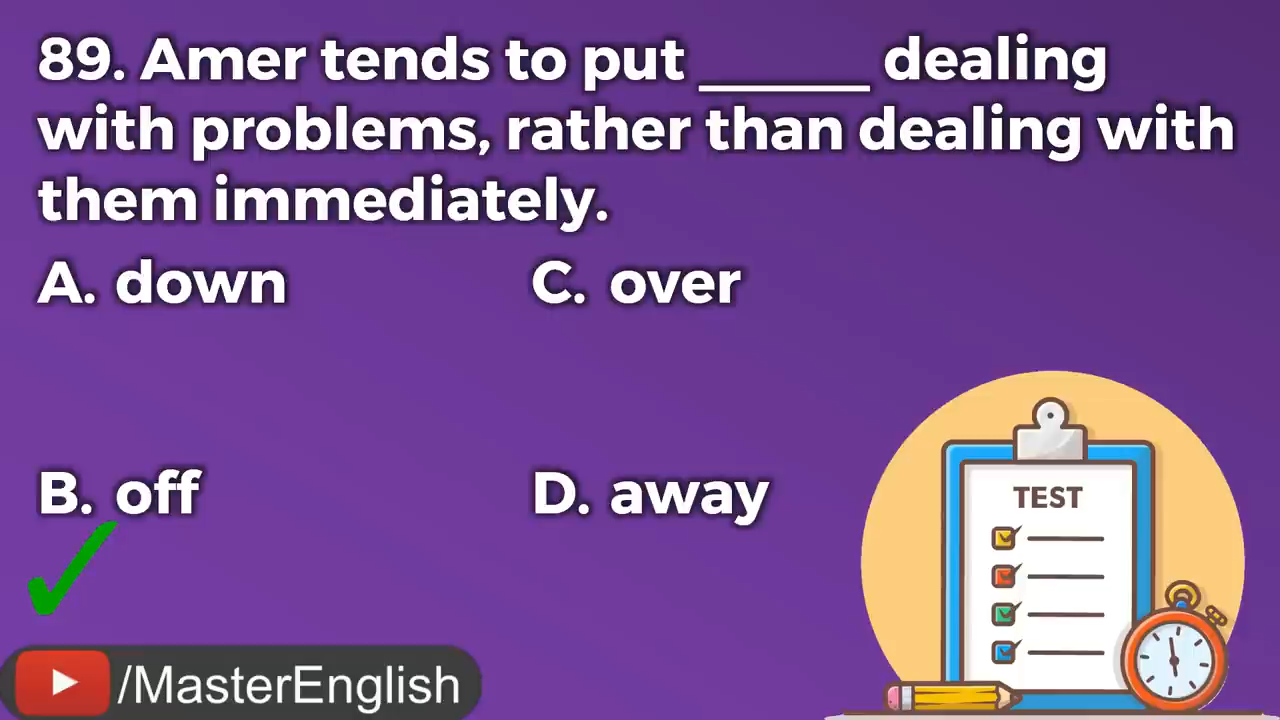 89. Amer tends to put ______ dealing
with problems, rather than dealing with
them immediately.
A. down
C. over
B. off
D. away
TEST
/MasterEnglish